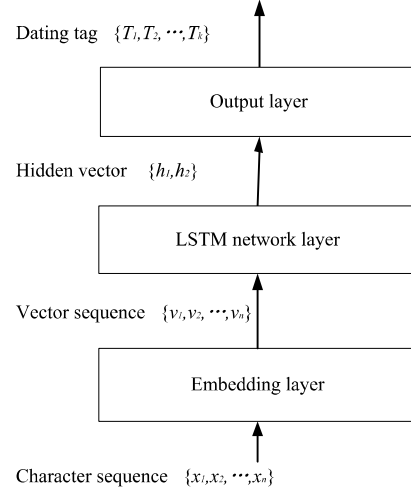 Dating tag {T₁,T₂,⋯,Tₖ}
Output layer
Hidden vector {h₁,h₂}
LSTM network layer
Vector sequence {v₁,v₂,⋯,vₙ}
Embedding layer
Character sequence {x₁,x₂,⋯,xₙ}